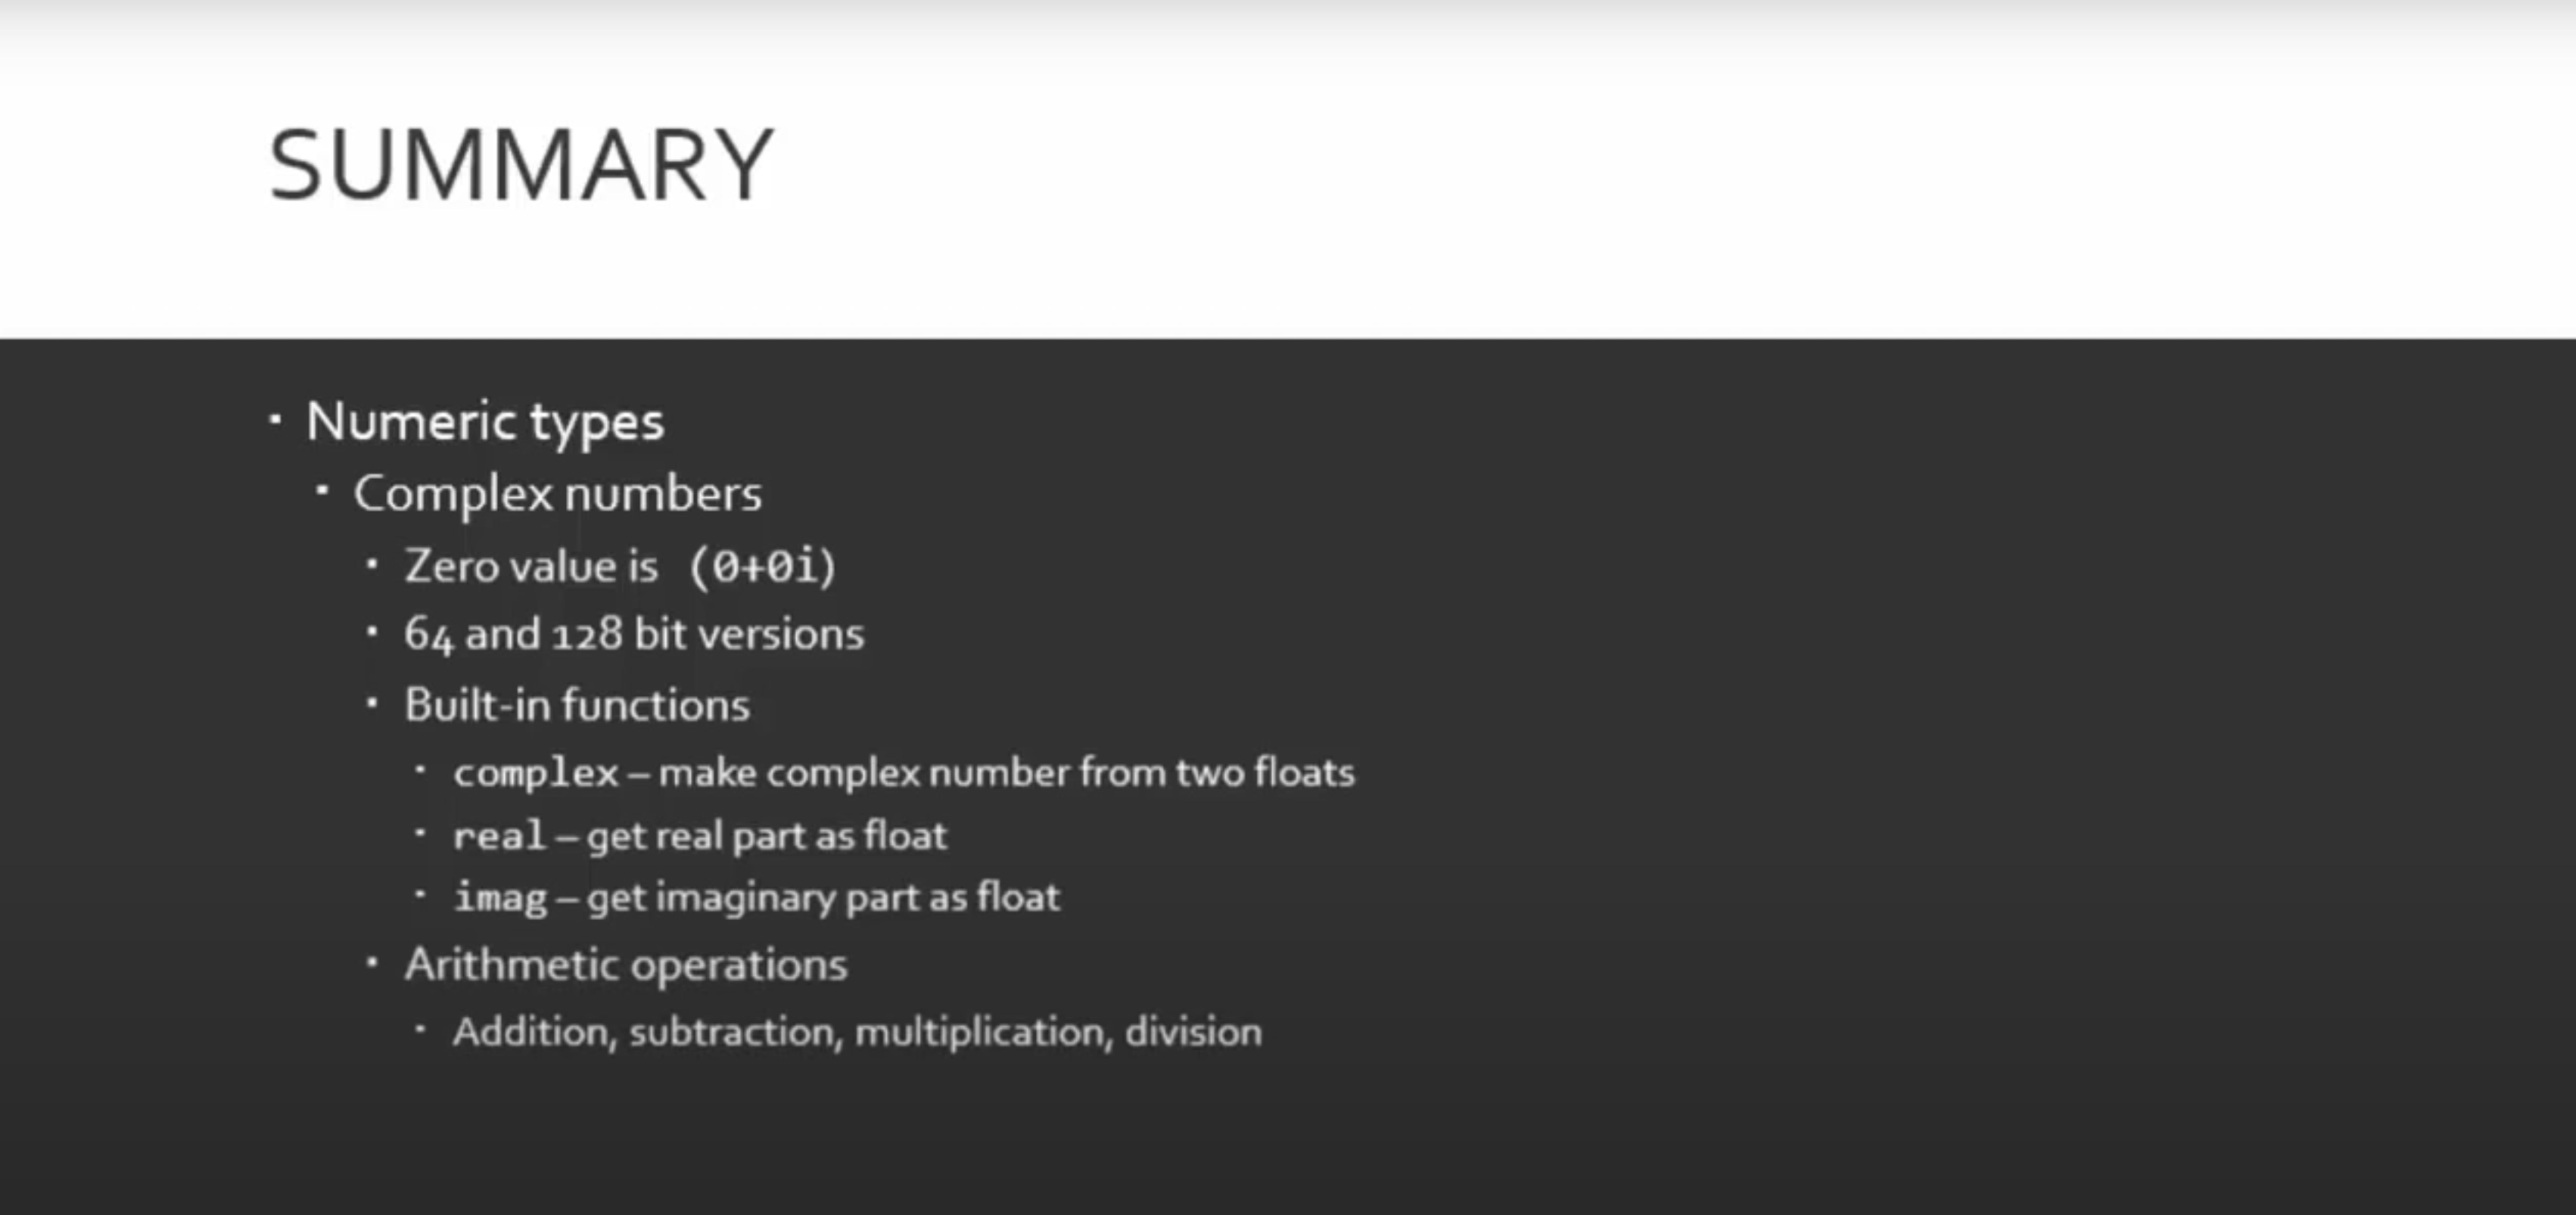 SUMMARY
▪ Numeric types
▪ Complex numbers
▪ Zero value is (0+0i)
▪ 64 and 128 bit versions
▪ Built-in functions
▪ complex – make complex number from two floats
▪ real – get real part as float
▪ imag – get imaginary part as float
▪ Arithmetic operations
▪ Addition, subtraction, multiplication, division